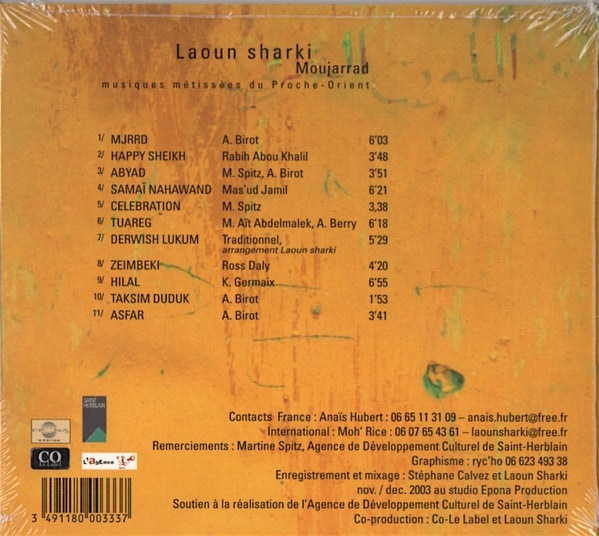 Laoun sharki
Moujarrad
musiques métissées du Proche-Orient
1/ MJRRD A. Birot 6'03
2/ HAPPY SHEIKH Rabih Abou Khalil 3'48
3/ ABYAD M. Spitz, A. Birot 3'51
4/ SAMAÏ NAHAWAND Mas'ud Jamil 6'21
5/ CELEBRATION M. Spitz 3,38
6/ TUAREG M. Aït Abdelmalek, A. Berry 6'18
7/ DERWISH LUKUM Traditionnel, 5'29
arrangement Laoun sharki
8/ ZEIMBEKI Ross Daly 4'20
9/ HILAL K. Germaix 6'55
10/ TAKSIM DUDUK A. Birot 1'53
11/ ASFAR A. Birot 3'41
SAINT
HERBLAIN
CO
Le Label
L'agence
Contacts France : Anaïs Hubert : 06 65 11 31 09 – anais.hubert@free.fr
International : Moh' Rice : 06 07 65 43 61 – laounsharki@free.fr
Remerciements : Martine Spitz, Agence de Développement Culturel de Saint-Herblain
Graphisme : ryc'ho 06 623 493 38
Enregistrement et mixage : Stéphane Calvez et Laoun Sharki
nov. / dec. 2003 au studio Epona Production
Soutien à la réalisation de l'Agence de Développement Culturel de Saint-Herblain
Co-production : Co-Le Label et Laoun Sharki
3 491180 003337